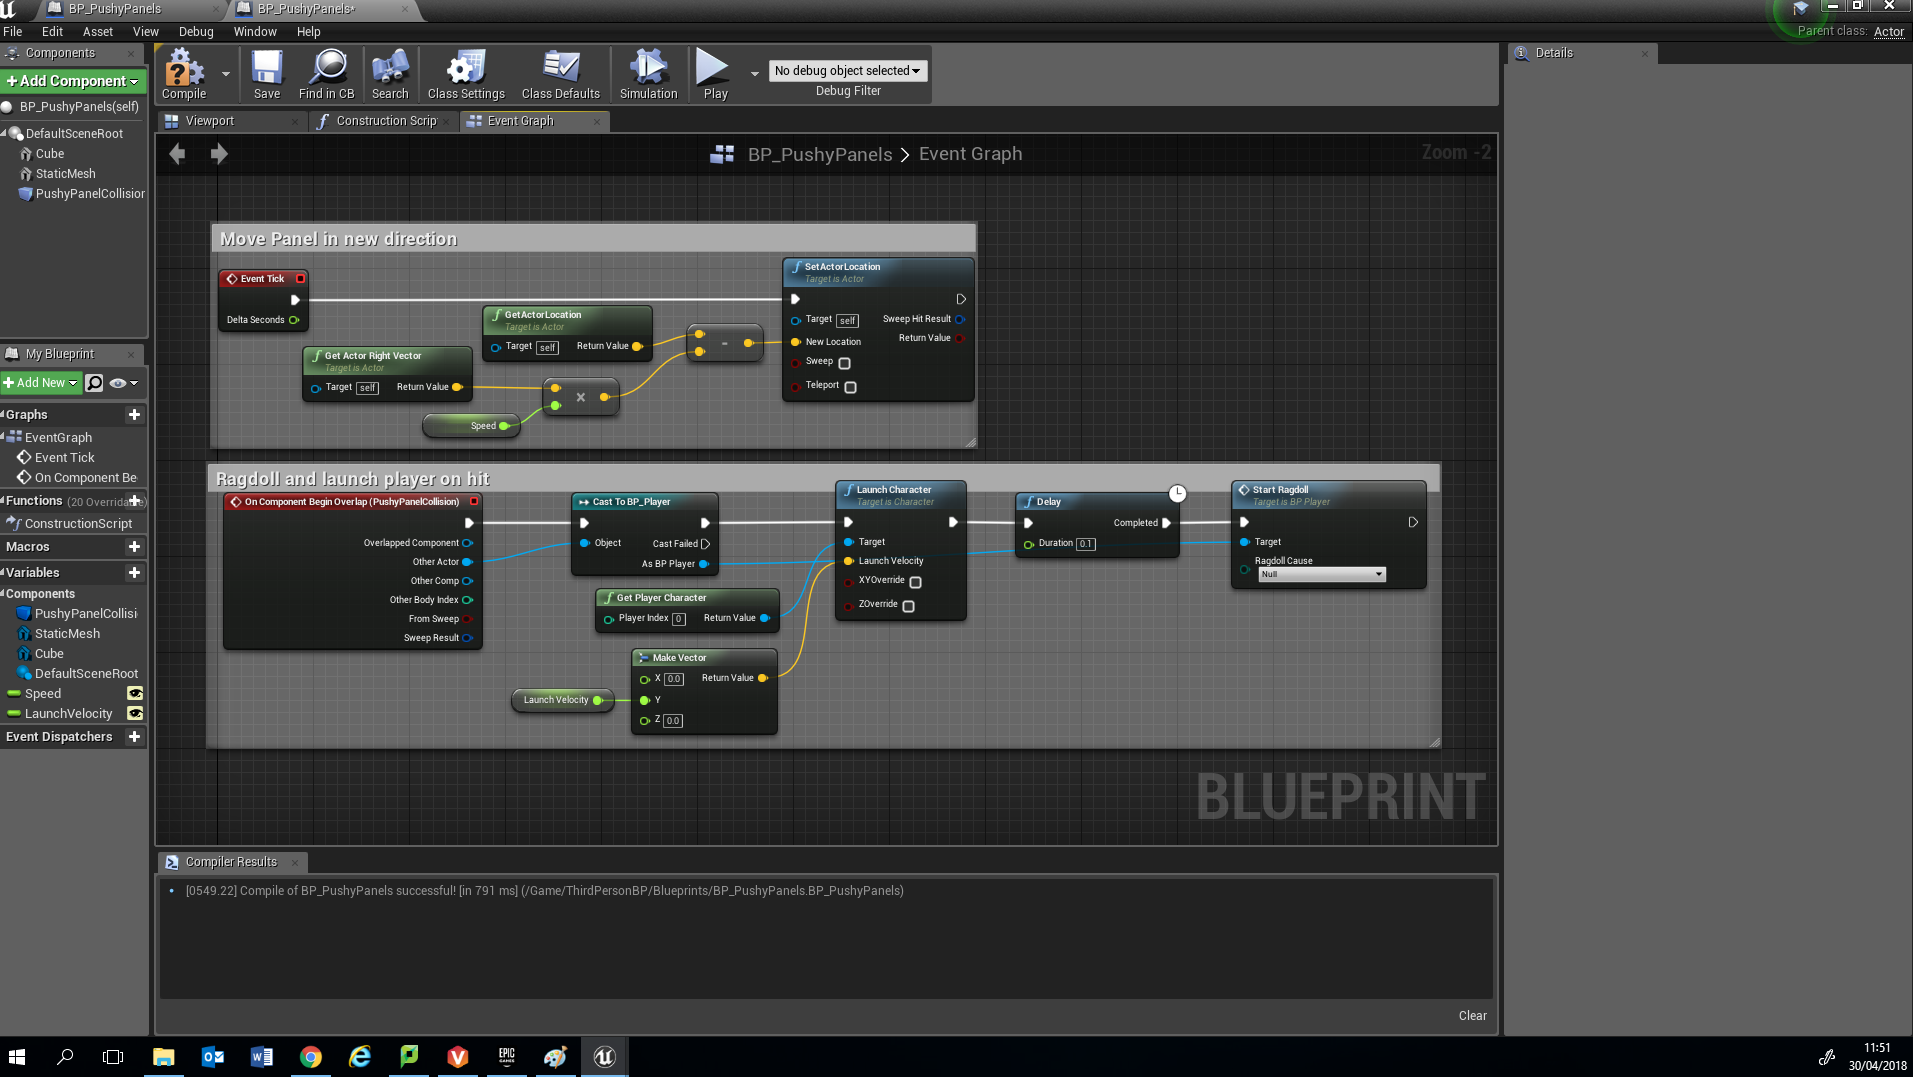 BP_PushyPanels
BP_PushyPanels*
File Edit Asset View Debug Window Help
Parent class: Actor
Components
+Add Component
BP_PushyPanels(self)
DefaultSceneRoot
Cube
StaticMesh
PushyPanelCollision
Compile
Save
Find in CB
Search
Class Settings
Class Defaults
Simulation
Play
No debug object selected
Debug Filter
Details
Viewport
Construction Scrip
Event Graph
BP_PushyPanels > Event Graph
Zoom -2
Move Panel in new direction
Event Tick
Delta Seconds
Get Actor Right Vector
Target is Actor
Target self Return Value
Speed
GetActorLocation
Target is Actor
Target self Return Value
×
-
SetActorLocation
Target is Actor
Target self Sweep Hit Result
New Location Return Value
Sweep
Teleport
Ragdoll and launch player on hit
On Component Begin Overlap (PushyPanelCollision)
Overlapped Component
Other Actor
Other Comp
Other Body Index
From Sweep
Sweep Result
Cast To BP_Player
Object Cast Failed
As BP Player
Get Player Character
Player Index 0 Return Value
Make Vector
X 0.0 Return Value
Y
Z 0.0
Launch Velocity
Launch Character
Target is Character
Target
Launch Velocity
XYOverride
ZOverride
Delay
Completed
Duration 0.1
Start Ragdoll
Target is BP Player
Target
Ragdoll Cause
Null
BLUEPRINT
My Blueprint
+Add New
Graphs
EventGraph
Event Tick
On Component Be
Functions (20 Overrida
ConstructionScript
Macros
Variables
Components
PushyPanelCollisi
StaticMesh
Cube
DefaultSceneRoot
Speed
LaunchVelocity
Event Dispatchers
Compiler Results
[0549.22] Compile of BP_PushyPanels successful! [in 791 ms] (/Game/ThirdPersonBP/Blueprints/BP_PushyPanels.BP_PushyPanels)
Clear
EPIC
GAMES
11:51
30/04/2018